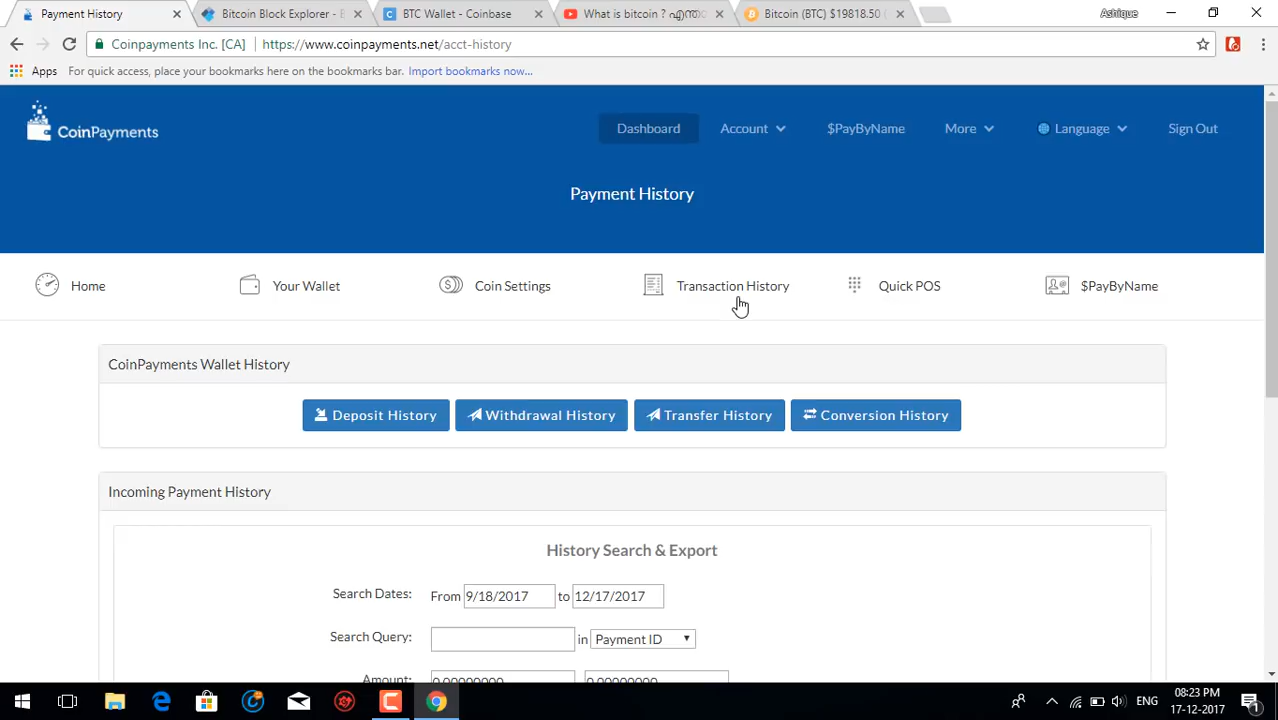 Payment History
Bitcoin Block Explorer - B
BTC Wallet - Coinbase
What is bitcoin ? എന്താ
Bitcoin (BTC) $19818.50 (
Ashique
Coinpayments Inc. [CA]
https://www.coinpayments.net/acct-history
Apps
For quick access, place your bookmarks here on the bookmarks bar. Import bookmarks now...
CoinPayments
Dashboard
Account
$PayByName
More
Language
Sign Out
Payment History
Home
Your Wallet
Coin Settings
Transaction History
Quick POS
$PayByName
CoinPayments Wallet History
Deposit History
Withdrawal History
Transfer History
Conversion History
Incoming Payment History
History Search & Export
Search Dates: From 9/18/2017 to 12/17/2017
Search Query: in Payment ID
Amount: 0.00000000 0.00000000
ENG
08:23 PM
17-12-2017